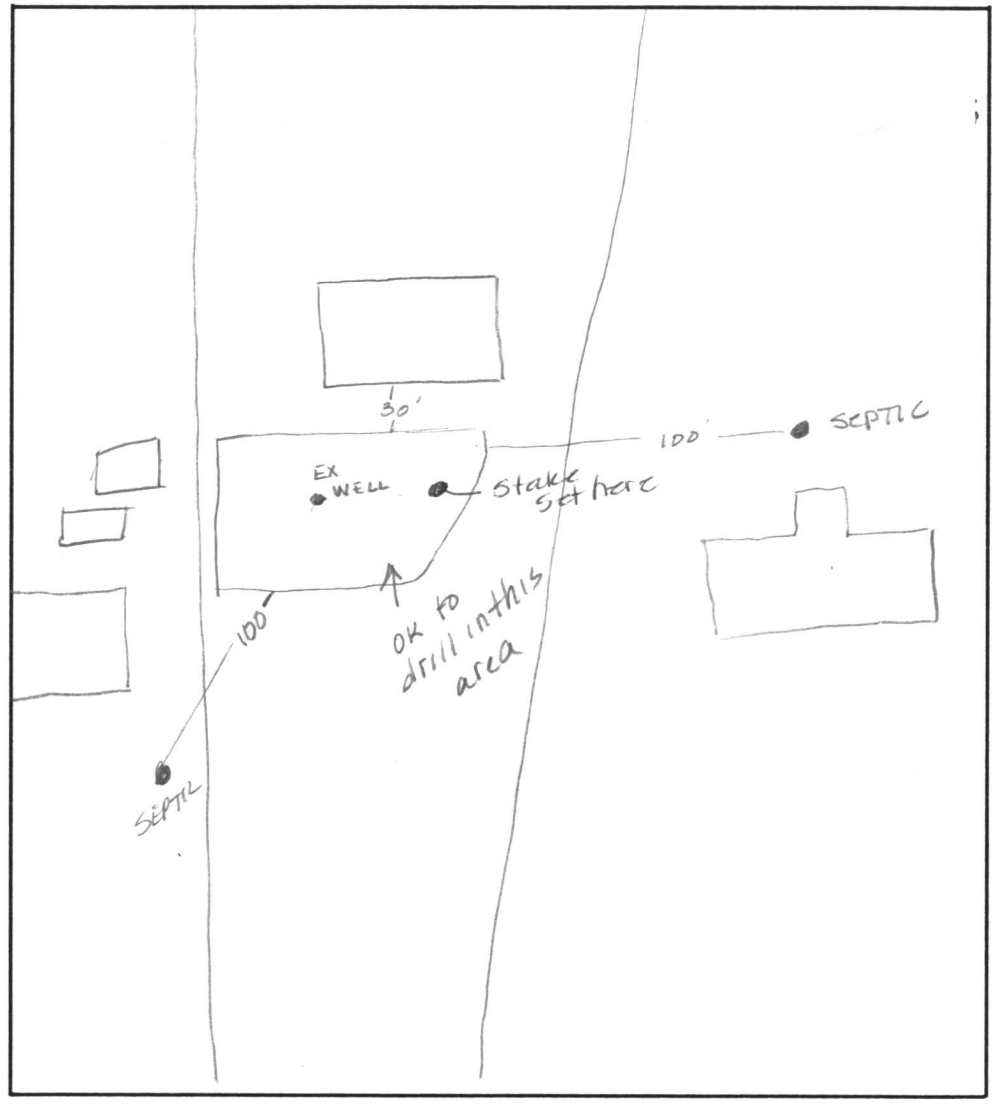 30'
100'
SEPTIC
EX
WELL
Stake
set here
100'
OK to
drill in this
area
SEPTIC